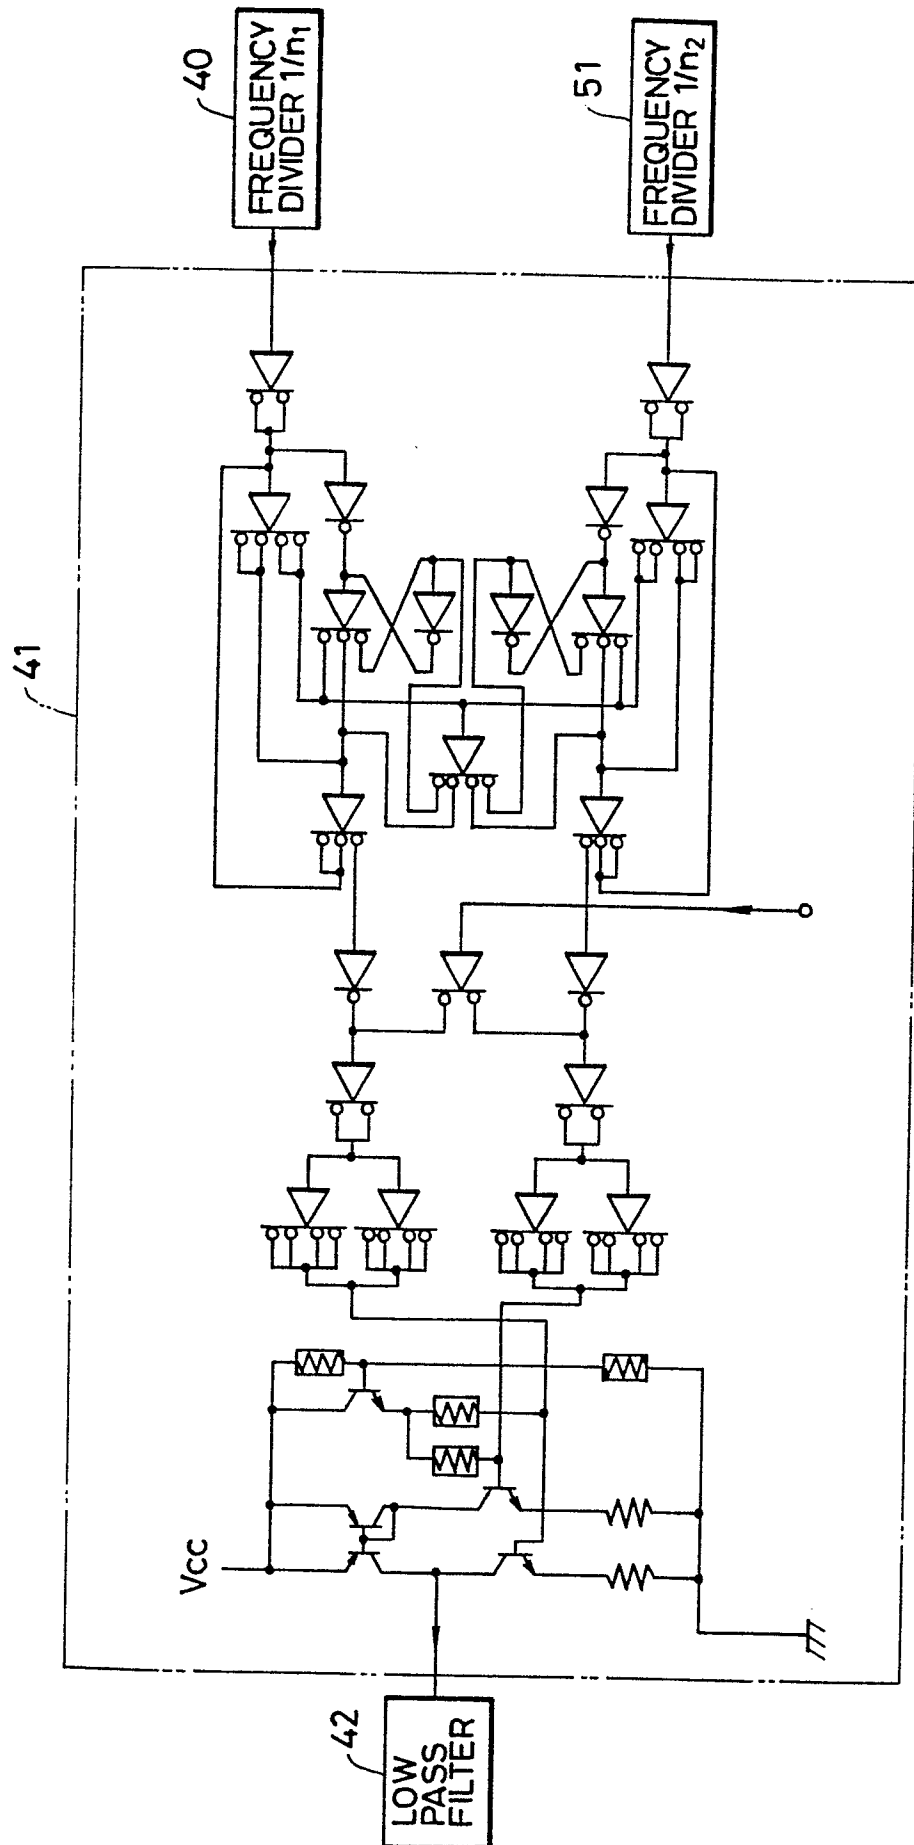 40
FREQUENCY
DIVIDER 1/n₁
51
FREQUENCY
DIVIDER 1/n₂
41
Vcc
42
LOW
PASS
FILTER